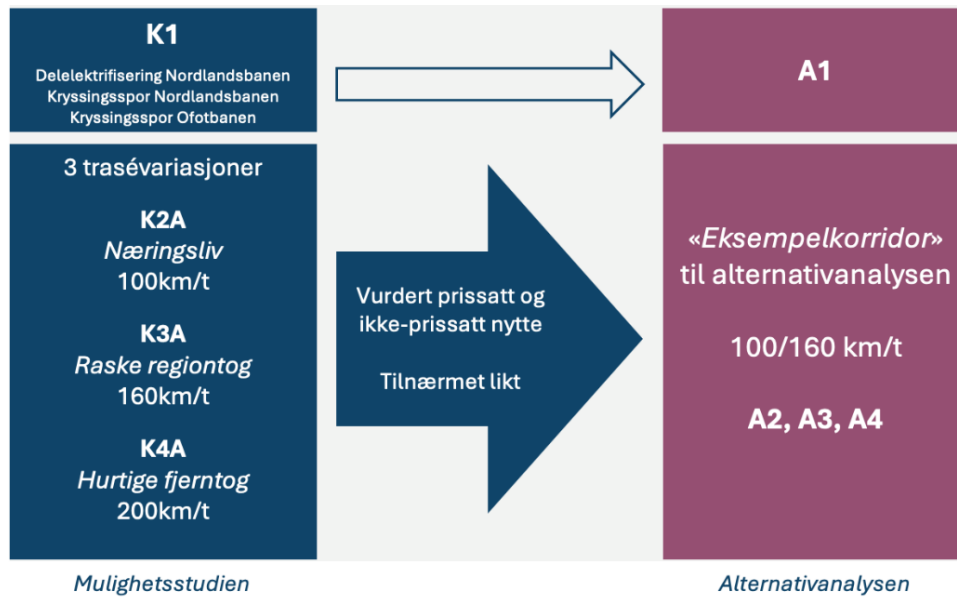 K1
Delelektrifisering Nordlandsbanen
Kryssingsspor Nordlandsbanen
Kryssingsspor Ofotbanen
A1
3 trasévariasjoner
K2A
Næringsliv
100km/t
K3A
Raske regiontog
160km/t
K4A
Hurtige fjerntog
200km/t
Vurdert prissatt og
ikke-prissatt nytte
Tilnærmet likt
«Eksempelkorridor»
til alternativanalysen
100/160 km/t
A2, A3, A4
Mulighetsstudien
Alternativanalysen